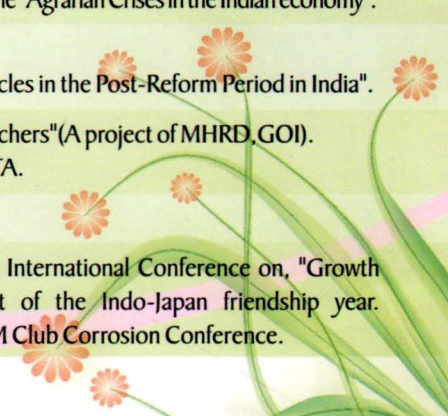 "Agrarian Crises in the Indian economy".
cles in the Post-Reform Period in India".
chers"(A project of MHRD,GOI).
TA.
International Conference on, "Growth
t of the Indo-Japan friendship year.
M Club Corrosion Conference.